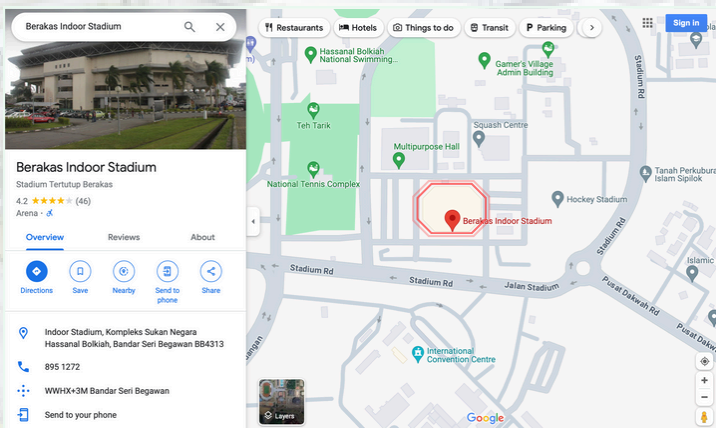 Berakas Indoor Stadium
Berakas Indoor Stadium
Stadium Tertutup Berakas
4.2 ★★★★★ (46)
Arena ·
Overview Reviews About
Directions Save Nearby Send to phone Share
Indoor Stadium, Kompleks Sukan Negara
Hassanal Bolkiah, Bandar Seri Begawan BB4313
895 1272
WWHX+3M Bandar Seri Begawan
Send to your phone
Restaurants Hotels Things to do Transit Parking
Sign in
Hassanal Bolkiah
National Swimming...
Gamer's Village
Admin Building
Stadium Rd
Teh Tarik
Squash Centre
Multipurpose Hall
National Tennis Complex
Tanah Perkubura
Islam Sipilok
Hockey Stadium
Berakas Indoor Stadium
Stadium Rd
Islamic
Stadium Rd
Stadium Rd
Jalan Stadium
Pusat Dakwah Rd
Pusat Dakwah
International
Convention Centre
Layers
Google